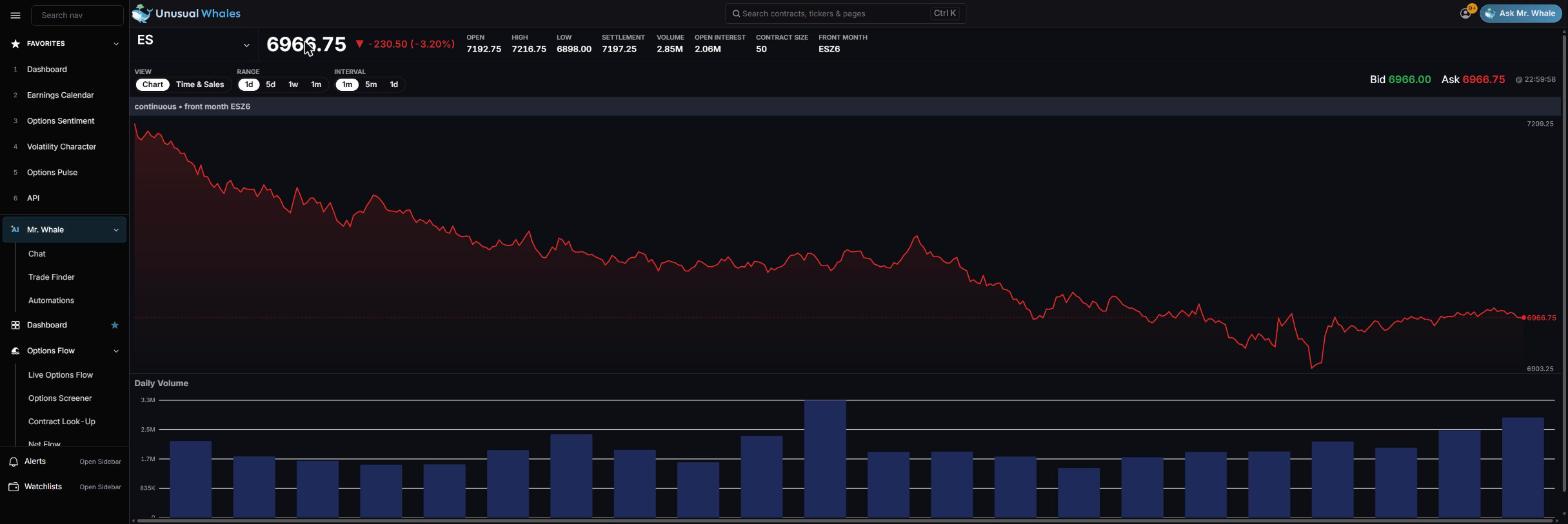 Search nav
Unusual Whales
Search contracts, tickers & pages
Ctrl K
9+
Ask Mr. Whale
FAVORITES
1 Dashboard
2 Earnings Calendar
3 Options Sentiment
4 Volatility Character
5 Options Pulse
6 API
AI Mr. Whale
Chat
Trade Finder
Automations
Dashboard
Options Flow
Live Options Flow
Options Screener
Contract Look-Up
Net Flow
Alerts Open Sidebar
Watchlists Open Sidebar
ES
6966.75 ▼ -230.50 (-3.20%)
OPEN HIGH LOW SETTLEMENT VOLUME OPEN INTEREST CONTRACT SIZE FRONT MONTH
7192.75 7216.75 6898.00 7197.25 2.85M 2.06M 50 ESZ6
VIEW RANGE INTERVAL
Chart Time & Sales 1d 5d 1w 1m 1m 5m 1d
Bid 6966.00 Ask 6966.75 @ 22:59:58
continuous • front month ESZ6
7209.25
6966.75
6903.25
Daily Volume
3.3M
2.5M
1.7M
835K
0